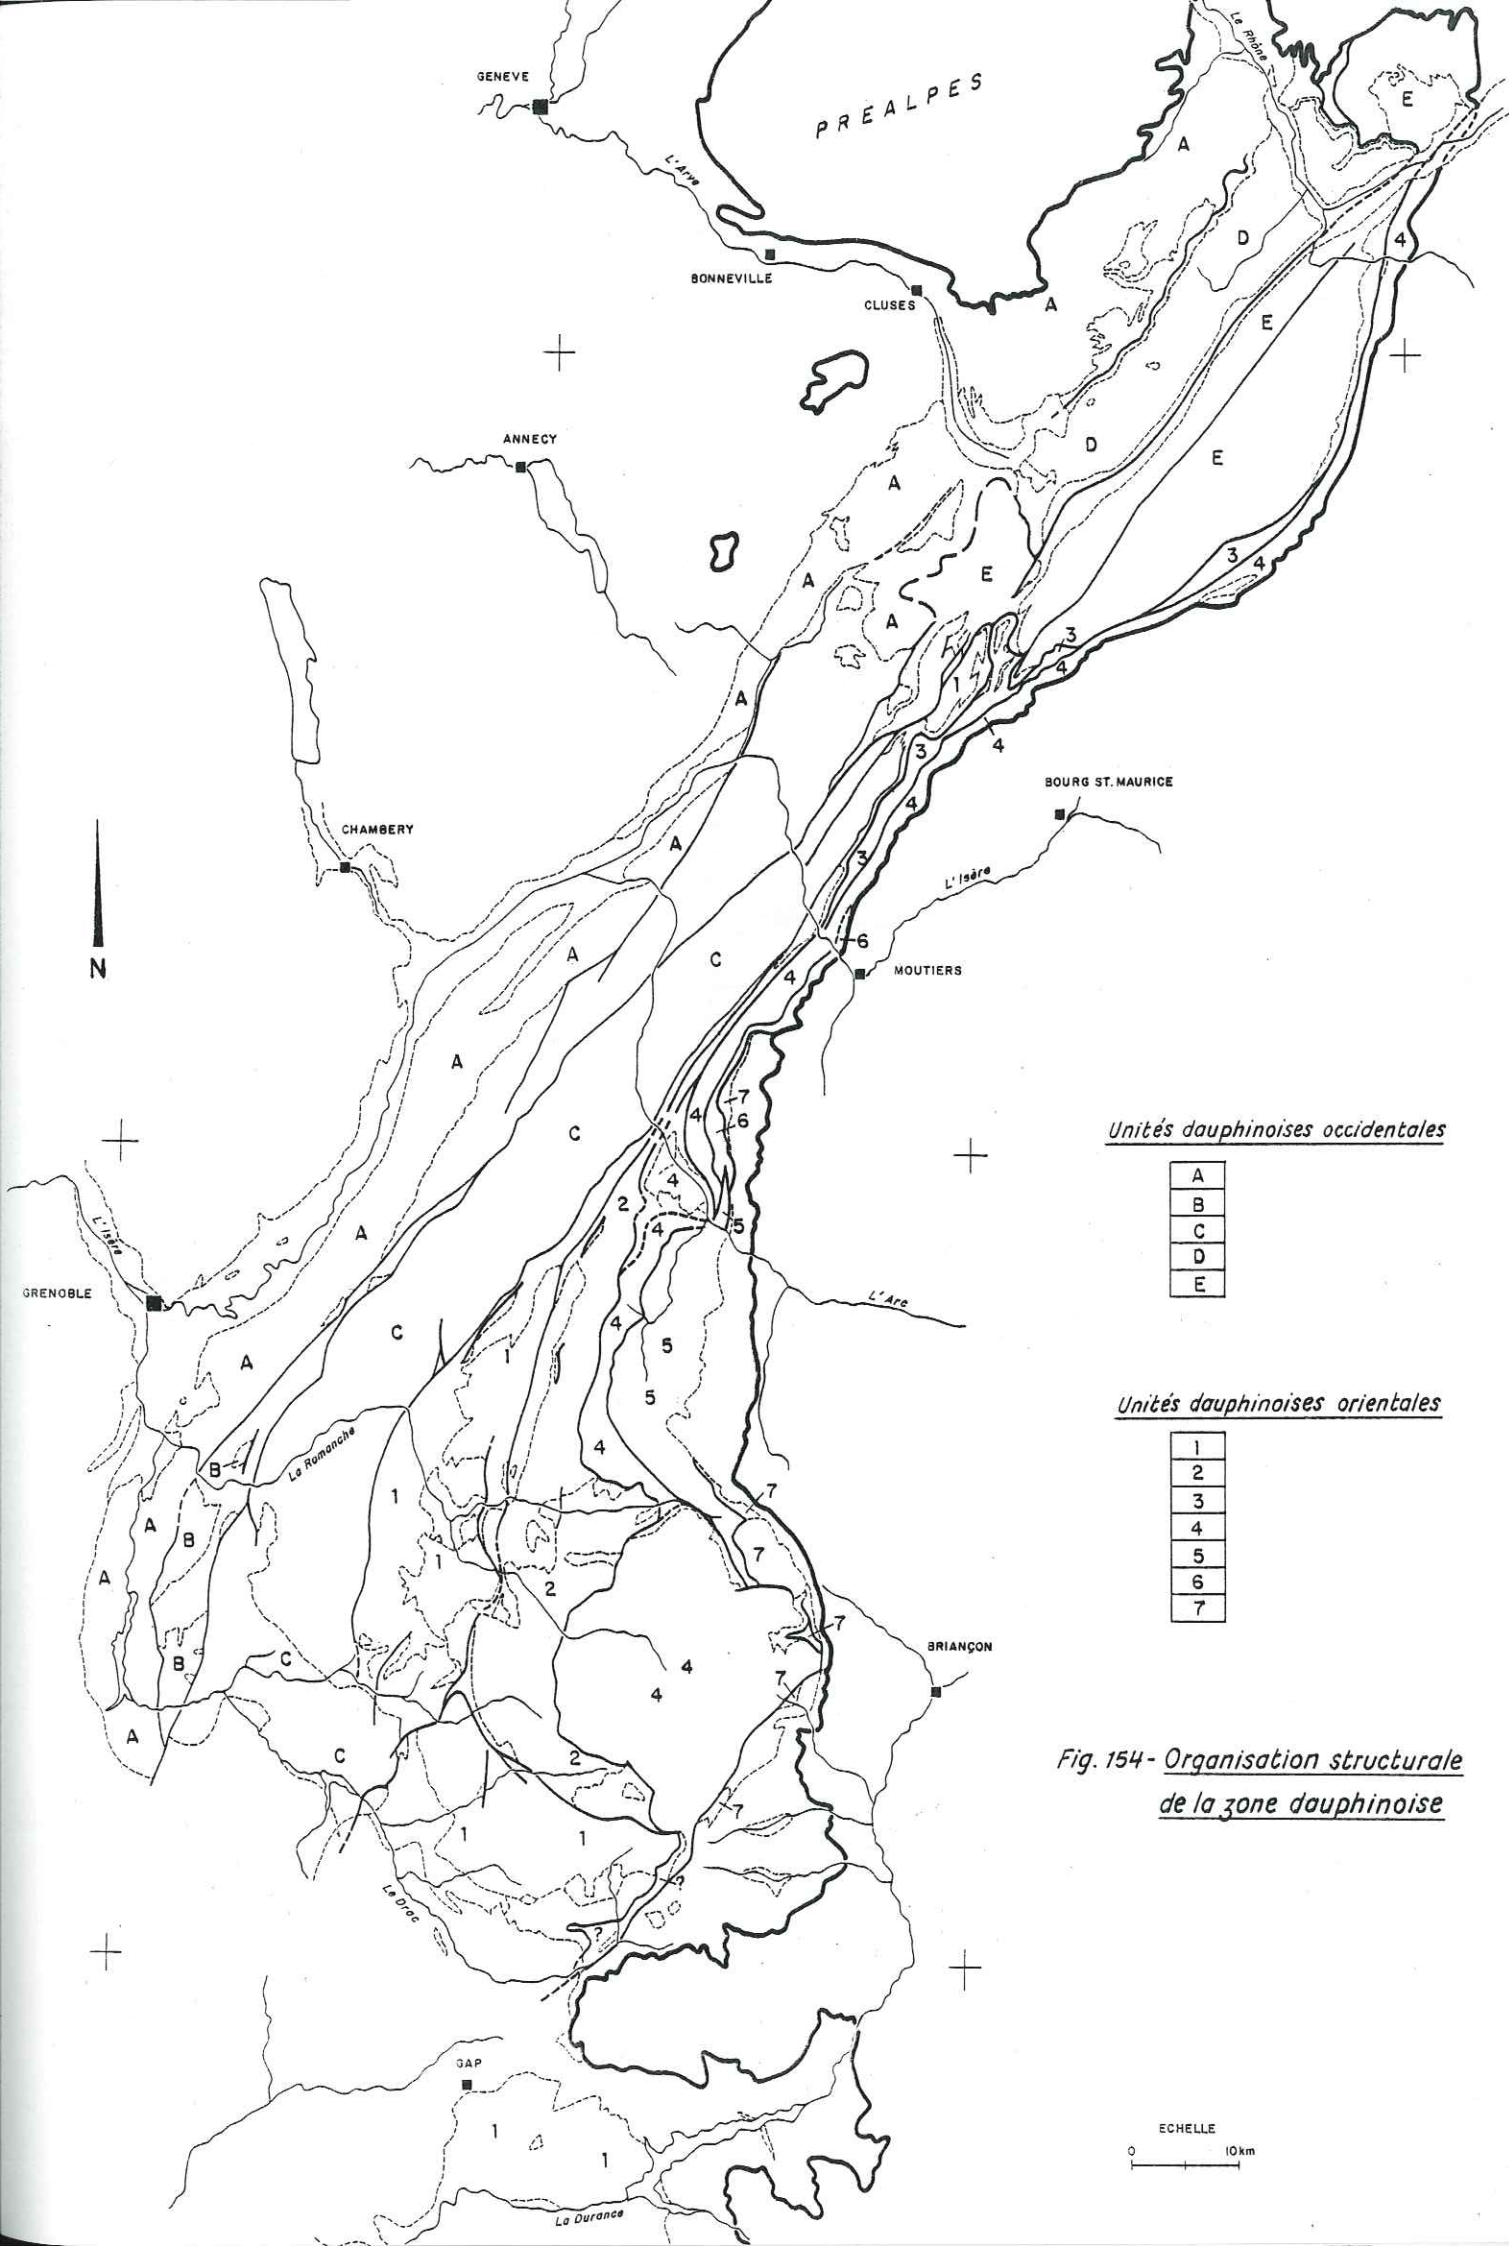 Le Rhône
GENEVE
PREALPES
E
L'Arve
A
D
4
BONNEVILLE
CLUSES
A
E
ANNECY
D
E
A
3
4
A
E
A
3
4
1
A
3
4
BOURG ST. MAURICE
4
CHAMBERY
A
3
L'Isère
6
A
C
MOUTIERS
N
4
A
7
4
6
Unités dauphinoises occidentales
C
A
4
B
2
L'Isère
4
5
C
A
D
E
GRENOBLE
L'Arc
4
C
5
1
A
5
Unités dauphinoises orientales
4
1
La Romanche
B
2
7
1
3
A
4
B
7
5
1
A
2
6
7
7
BRIANÇON
C
B
4
7
4
A
C
2
Fig. 154 - Organisation structurale
de la zone dauphinoise
7
1
1
?
Le Drac
?
GAP
1
ECHELLE
0 10km
1
La Durance